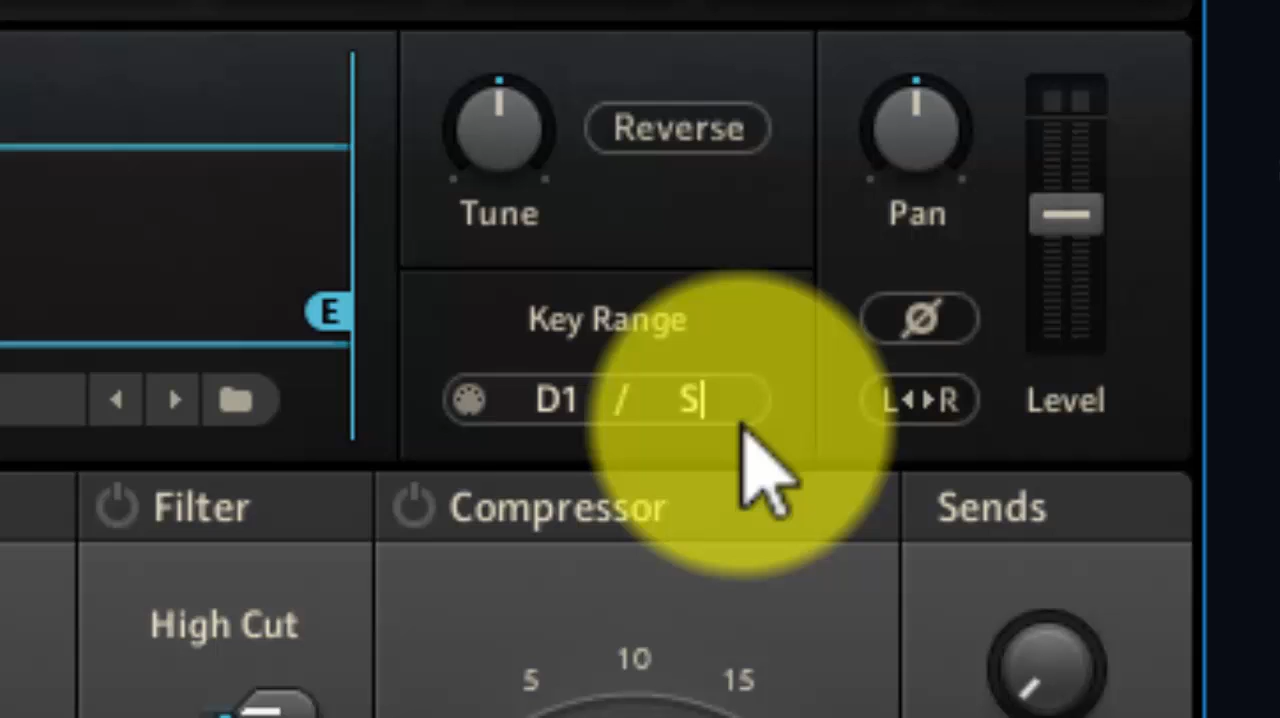 Reverse
Tune
Pan
E
Key Range
D1 / S
L R
Level
Filter
Compressor
Sends
High Cut
5 10 15